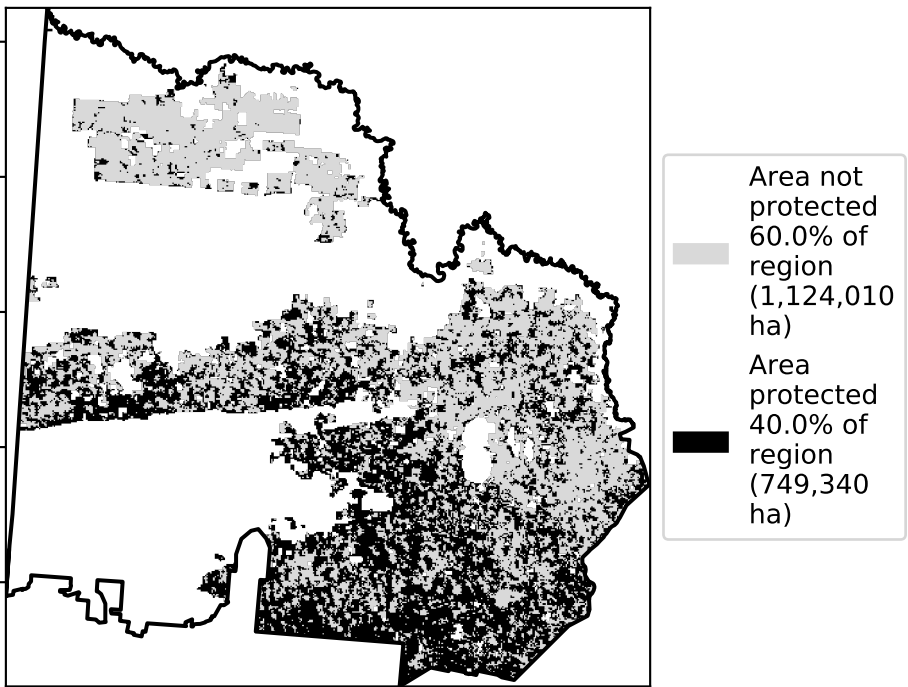 Area not
protected
60.0% of
region
(1,124,010
ha)
Area
protected
40.0% of
region
(749,340
ha)